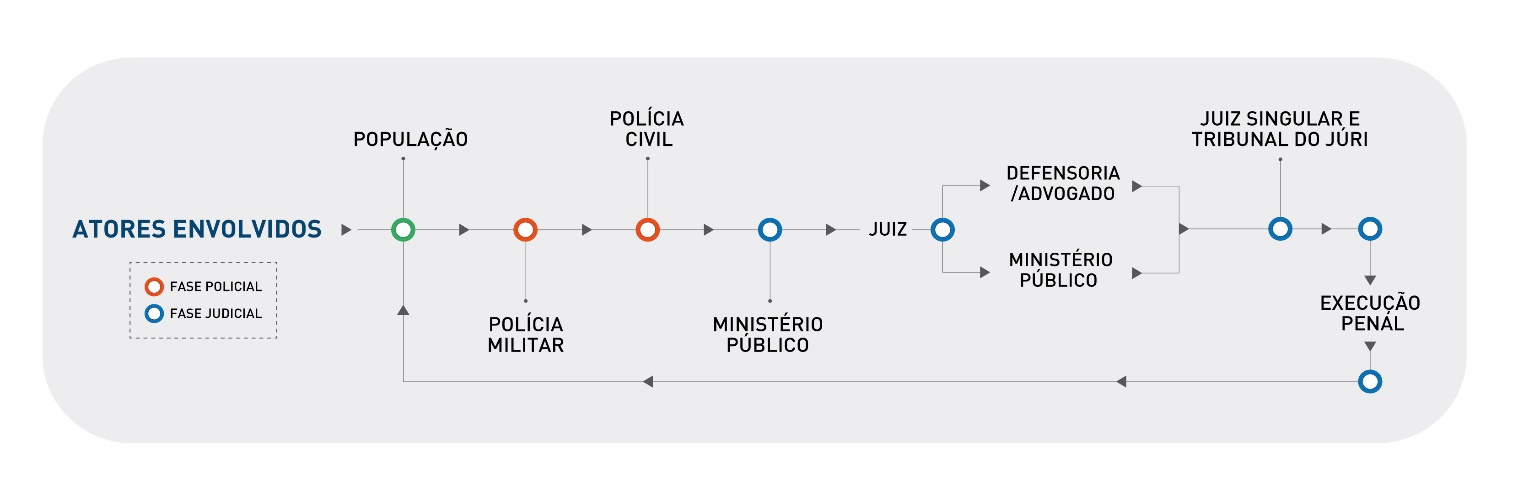 POPULAÇÃO
POLÍCIA
CIVIL
JUIZ SINGULAR E
TRIBUNAL DO JÚRI
DEFENSORIA
/ADVOGADO
ATORES ENVOLVIDOS
JUIZ
MINISTÉRIO
PÚBLICO
FASE POLICIAL
FASE JUDICIAL
POLÍCIA
MILITAR
MINISTÉRIO
PÚBLICO
EXECUÇÃO
PENAL